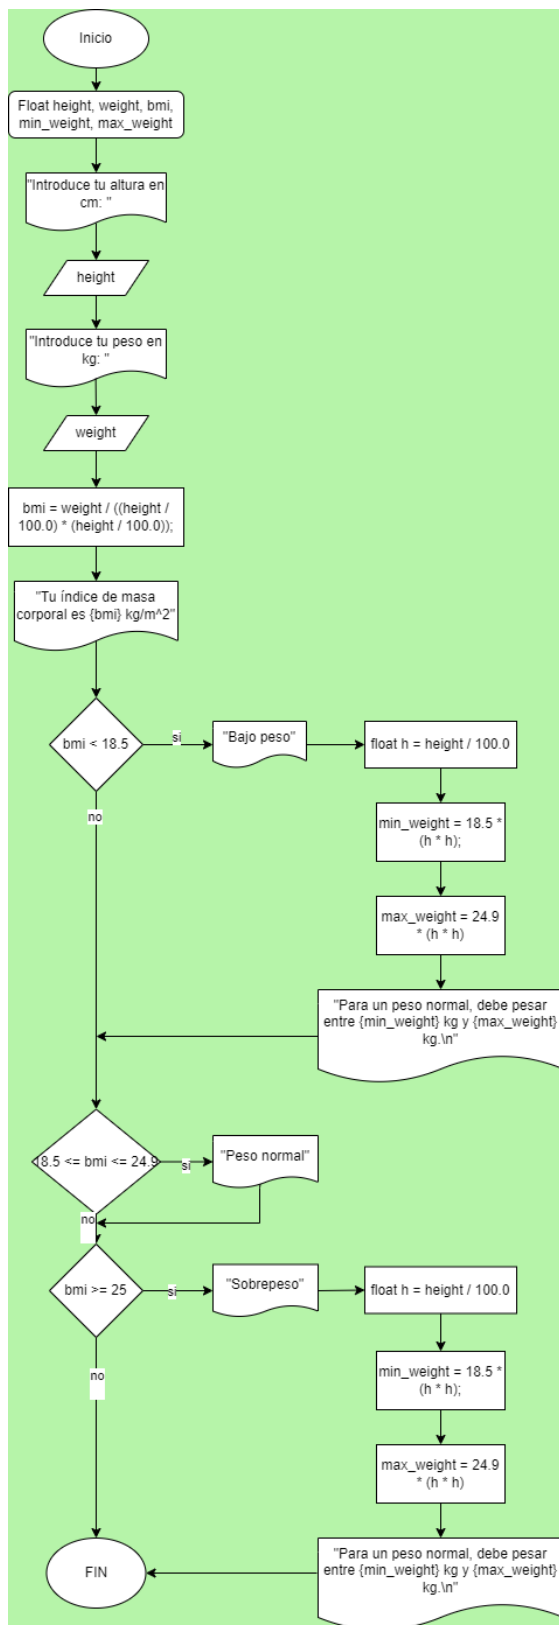 Inicio
Float height, weight, bmi,
min_weight, max_weight
"Introduce tu altura en
cm: "
height
"Introduce tu peso en
kg: "
weight
bmi = weight / ((height /
100.0) * (height / 100.0));
"Tu índice de masa
corporal es {bmi} kg/m^2"
bmi < 18.5
sí
"Bajo peso"
float h = height / 100.0
no
min_weight = 18.5 *
(h * h);
max_weight = 24.9
* (h * h)
"Para un peso normal, debe pesar
entre {min_weight} kg y {max_weight}
kg.\n"
18.5 <= bmi <= 24.9
sí
"Peso normal"
no
bmi >= 25
sí
"Sobrepeso"
float h = height / 100.0
no
min_weight = 18.5 *
(h * h);
max_weight = 24.9
* (h * h)
"Para un peso normal, debe pesar
entre {min_weight} kg y {max_weight}
kg.\n"
FIN